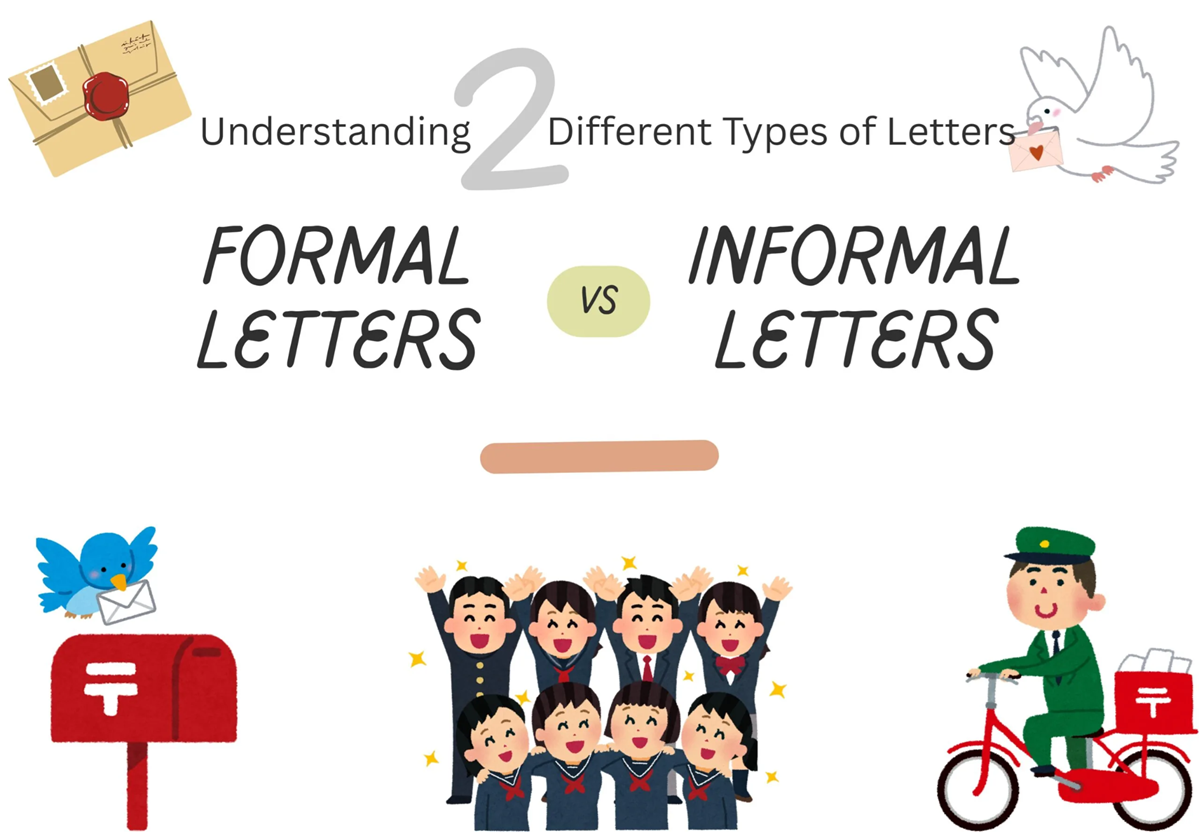 Understanding 2 Different Types of Letters
FORMAL
LETTERS
VS
INFORMAL
LETTERS
〒
〒